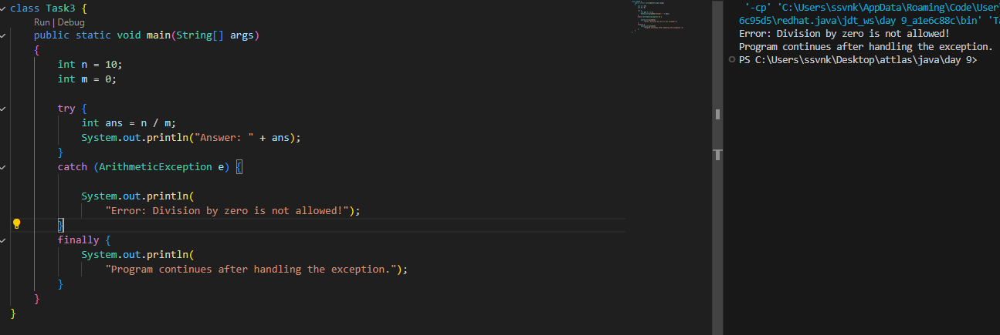 class Task3 {
Run | Debug
public static void main(String[] args)
{
int n = 10;
int m = 0;
try {
int ans = n / m;
System.out.println("Answer: " + ans);
}
catch (ArithmeticException e) {
System.out.println(
"Error: Division by zero is not allowed!");
}
finally {
System.out.println(
"Program continues after handling the exception.");
}
}
}
'-cp' 'C:\Users\ssvnk\AppData\Roaming\Code\User
6c95d5\redhat.java\jdt_ws\day 9_a1e6c88c\bin' 'Ta
Error: Division by zero is not allowed!
Program continues after handling the exception.
PS C:\Users\ssvnk\Desktop\attlas\java\day 9>